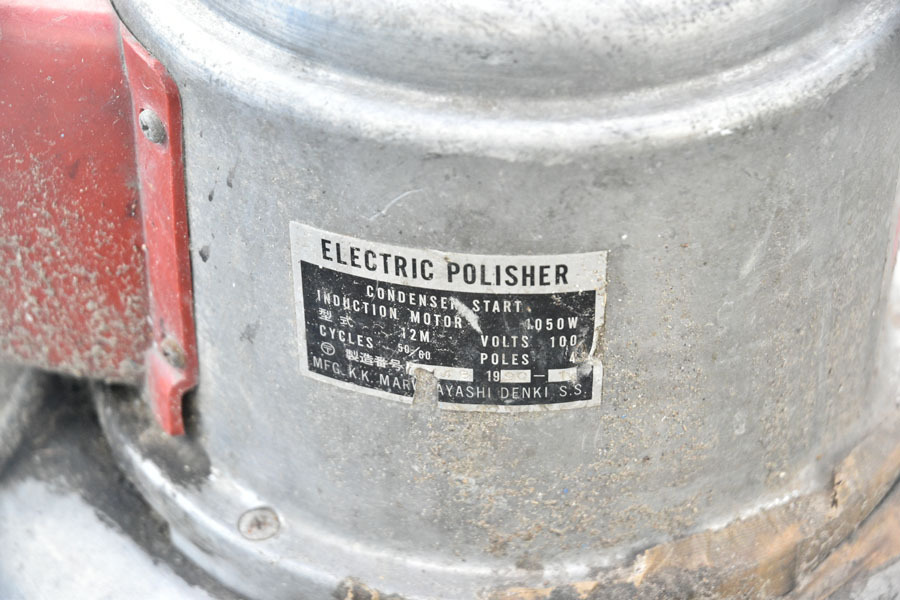 ELECTRIC POLISHER
CONDENSER START
INDUCTION MOTOR 1050W
型式 12M VOLTS 100
CYCLES 50/60 POLES 4
〶 製造番号 19 -
MFG. K.K. MAR AYASHI DENKI S.S.